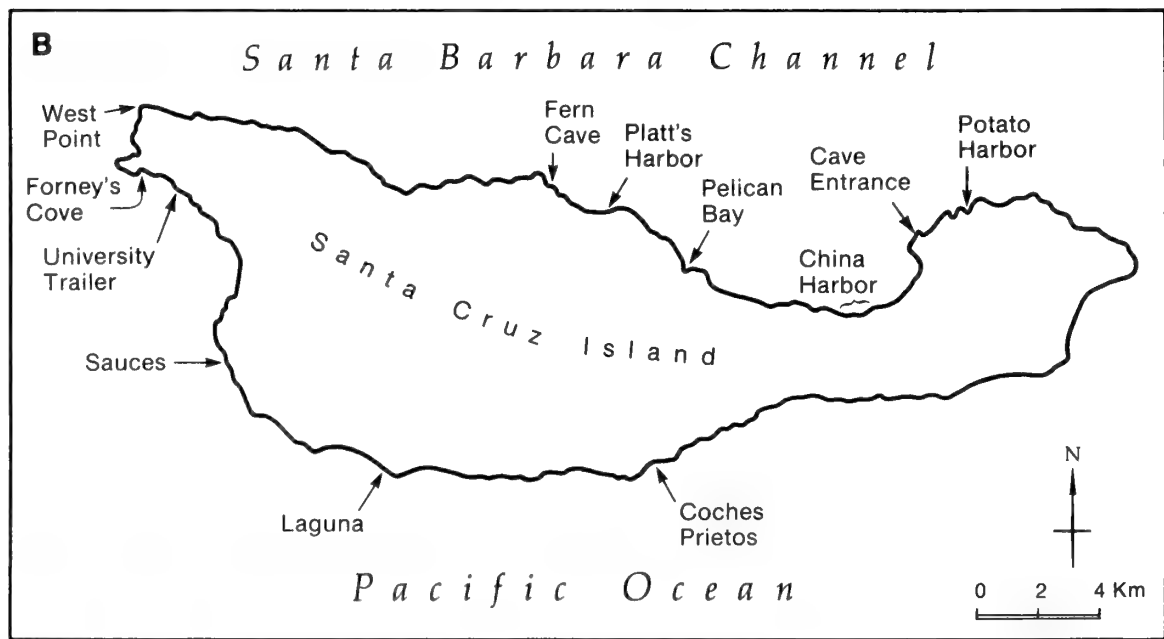 B
Santa Barbara Channel
West
Point
Fern
Cave
Platt's
Harbor
Potato
Harbor
Cave
Entrance
Forney's
Cove
Pelican
Bay
University
Trailer
China
Harbor
Santa Cruz Island
Sauces
N
Laguna
Coches
Prietos
Pacific Ocean
0 2 4 Km